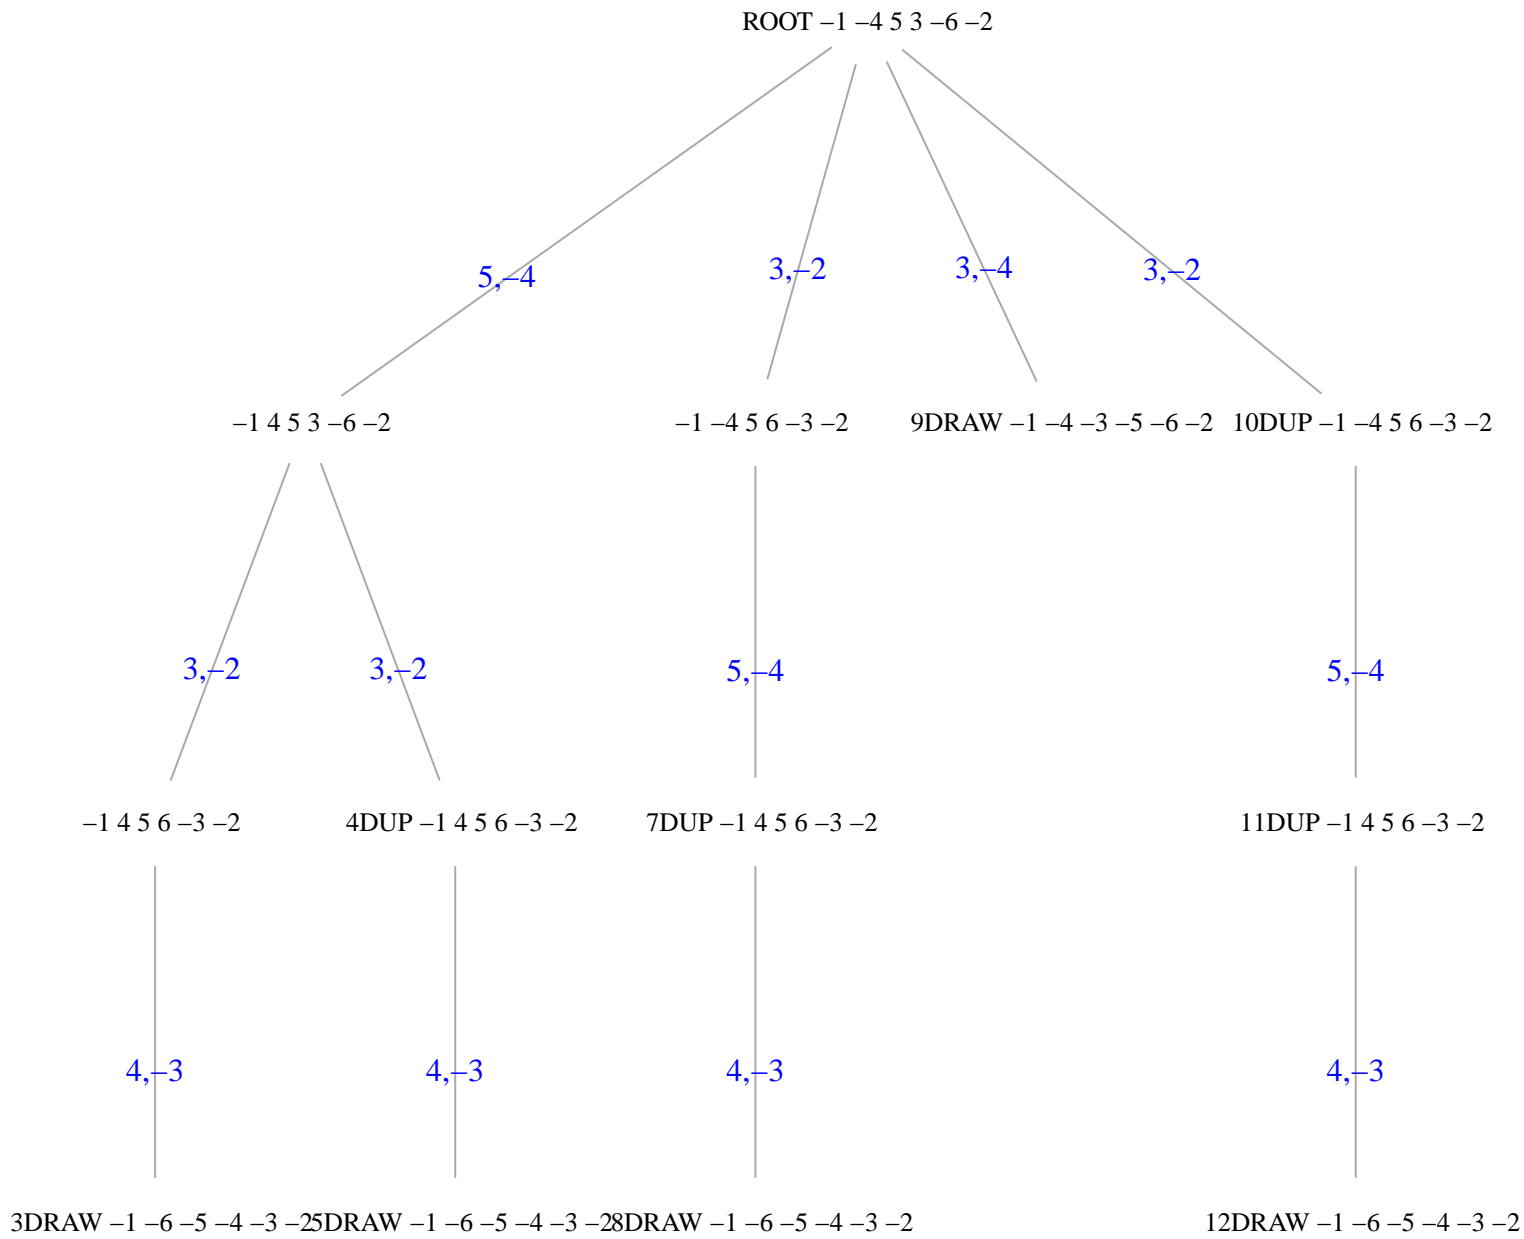 ROOT –1 –4 5 3 –6 –2
5,–4
3,–2
3,–4
3,–2
–1 4 5 3 –6 –2
–1 –4 5 6 –3 –2
9DRAW –1 –4 –3 –5 –6 –2
10DUP –1 –4 5 6 –3 –2
3,–2
3,–2
5,–4
5,–4
–1 4 5 6 –3 –2
4DUP –1 4 5 6 –3 –2
7DUP –1 4 5 6 –3 –2
11DUP –1 4 5 6 –3 –2
4,–3
4,–3
4,–3
4,–3
3DRAW –1 –6 –5 –4 –3 –2
5DRAW –1 –6 –5 –4 –3 –2
8DRAW –1 –6 –5 –4 –3 –2
12DRAW –1 –6 –5 –4 –3 –2